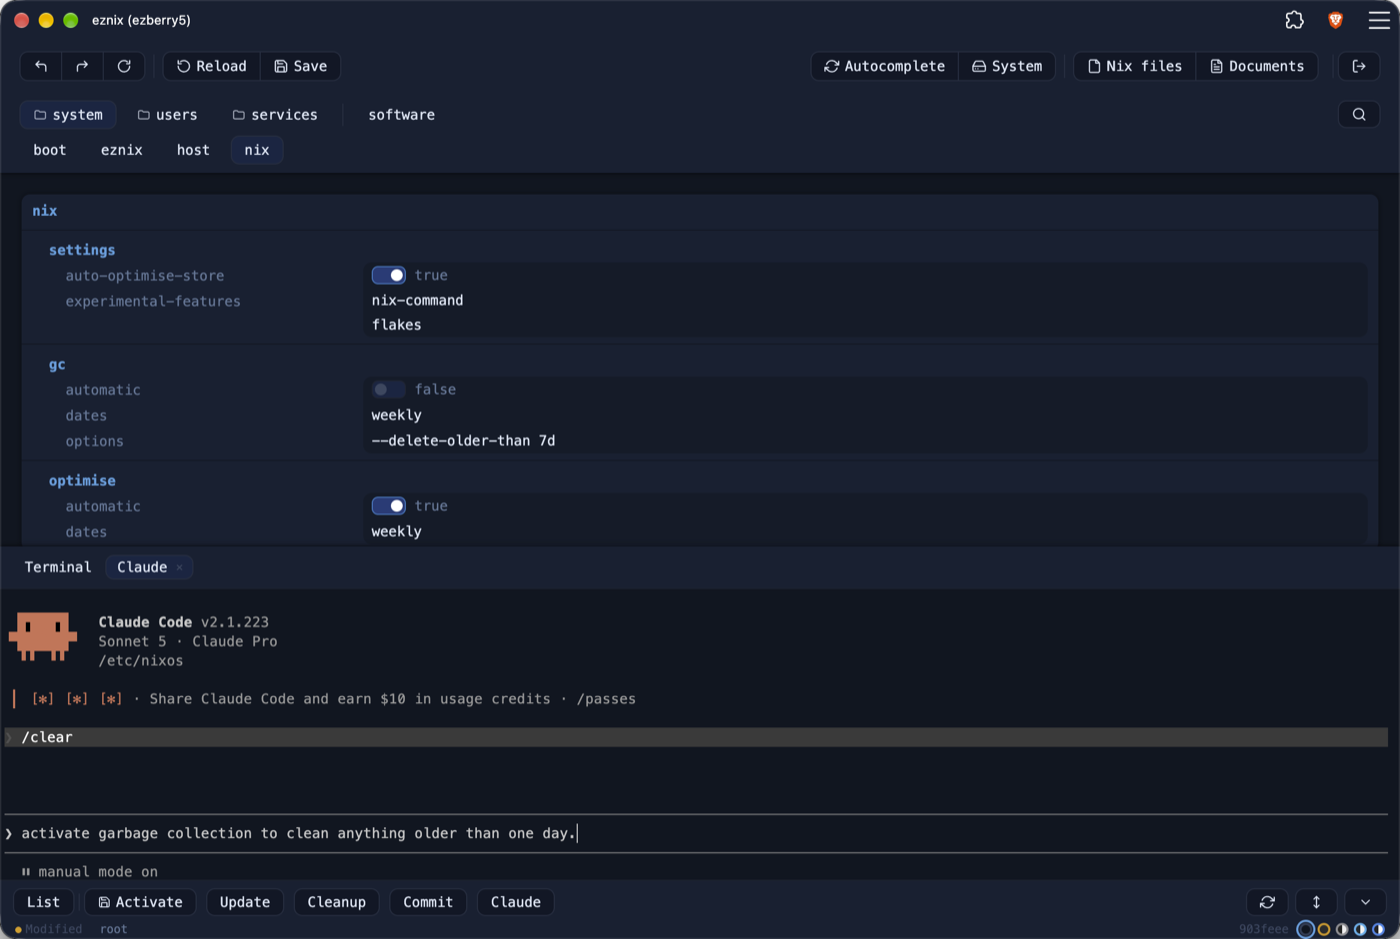 eznix (ezberry5)
Reload Save Autocomplete System Nix files Documents
system users services software
boot eznix host nix
nix
settings
auto-optimise-store true
experimental-features nix-command
flakes
gc
automatic false
dates weekly
options --delete-older-than 7d
optimise
automatic true
dates weekly
Terminal Claude ×
Claude Code v2.1.223
Sonnet 5 · Claude Pro
/etc/nixos
[*] [*] [*] · Share Claude Code and earn $10 in usage credits · /passes
❯ /clear
❯ activate garbage collection to clean anything older than one day.
manual mode on
List Activate Update Cleanup Commit Claude
Modified root 903feee